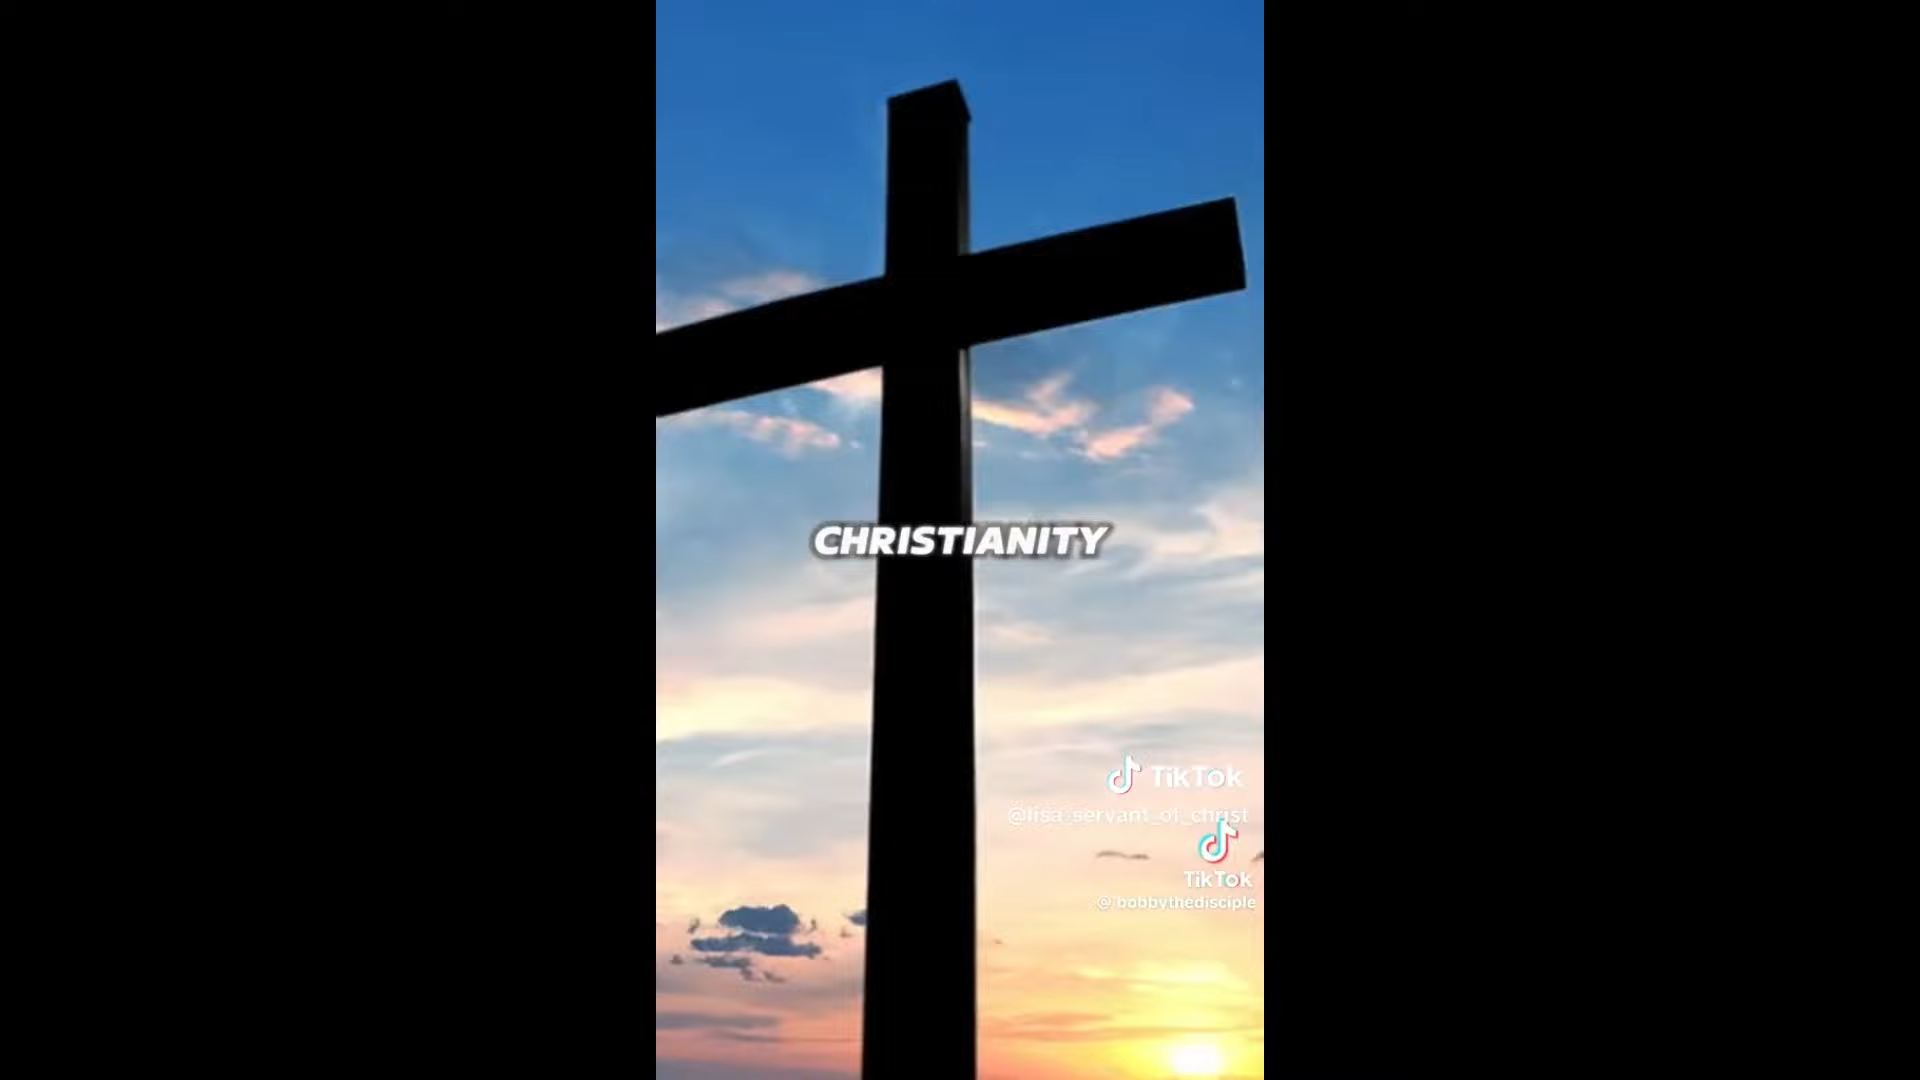 CHRISTIANITY
TikTok
@lisa_servant_of_christ
TikTok
@ bobbythedisciple